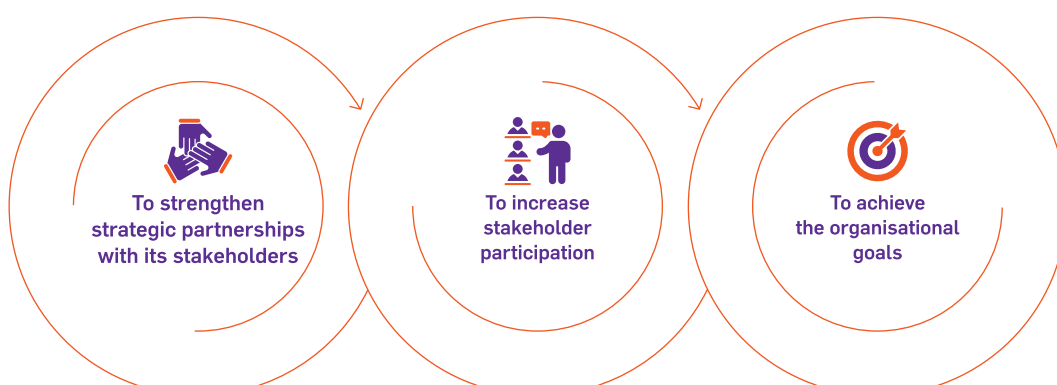 To strengthen
strategic partnerships
with its stakeholders
To increase
stakeholder
participation
To achieve
the organisational
goals